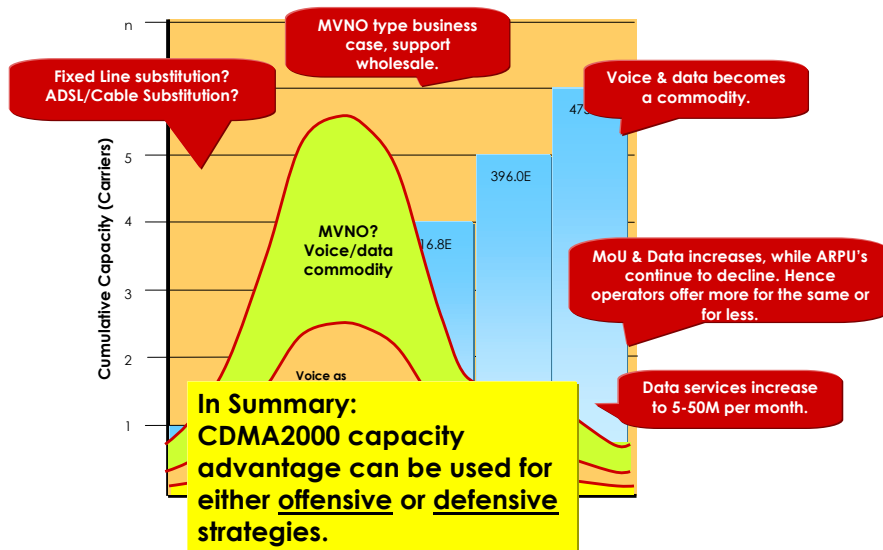 MVNO type business
case, support
wholesale.
Fixed Line substitution?
ADSL/Cable Substitution?
Voice & data becomes
a commodity.
n
5
4
3
2
1
Cumulative Capacity (Carriers)
396.0E
16.8E
MVNO?
Voice/data
commodity
MoU & Data increases, while ARPU's
continue to decline. Hence
operators offer more for the same or
for less.
Voice as
Data services increase
to 5-50M per month.
In Summary:
CDMA2000 capacity
advantage can be used for
either offensive or defensive
strategies.